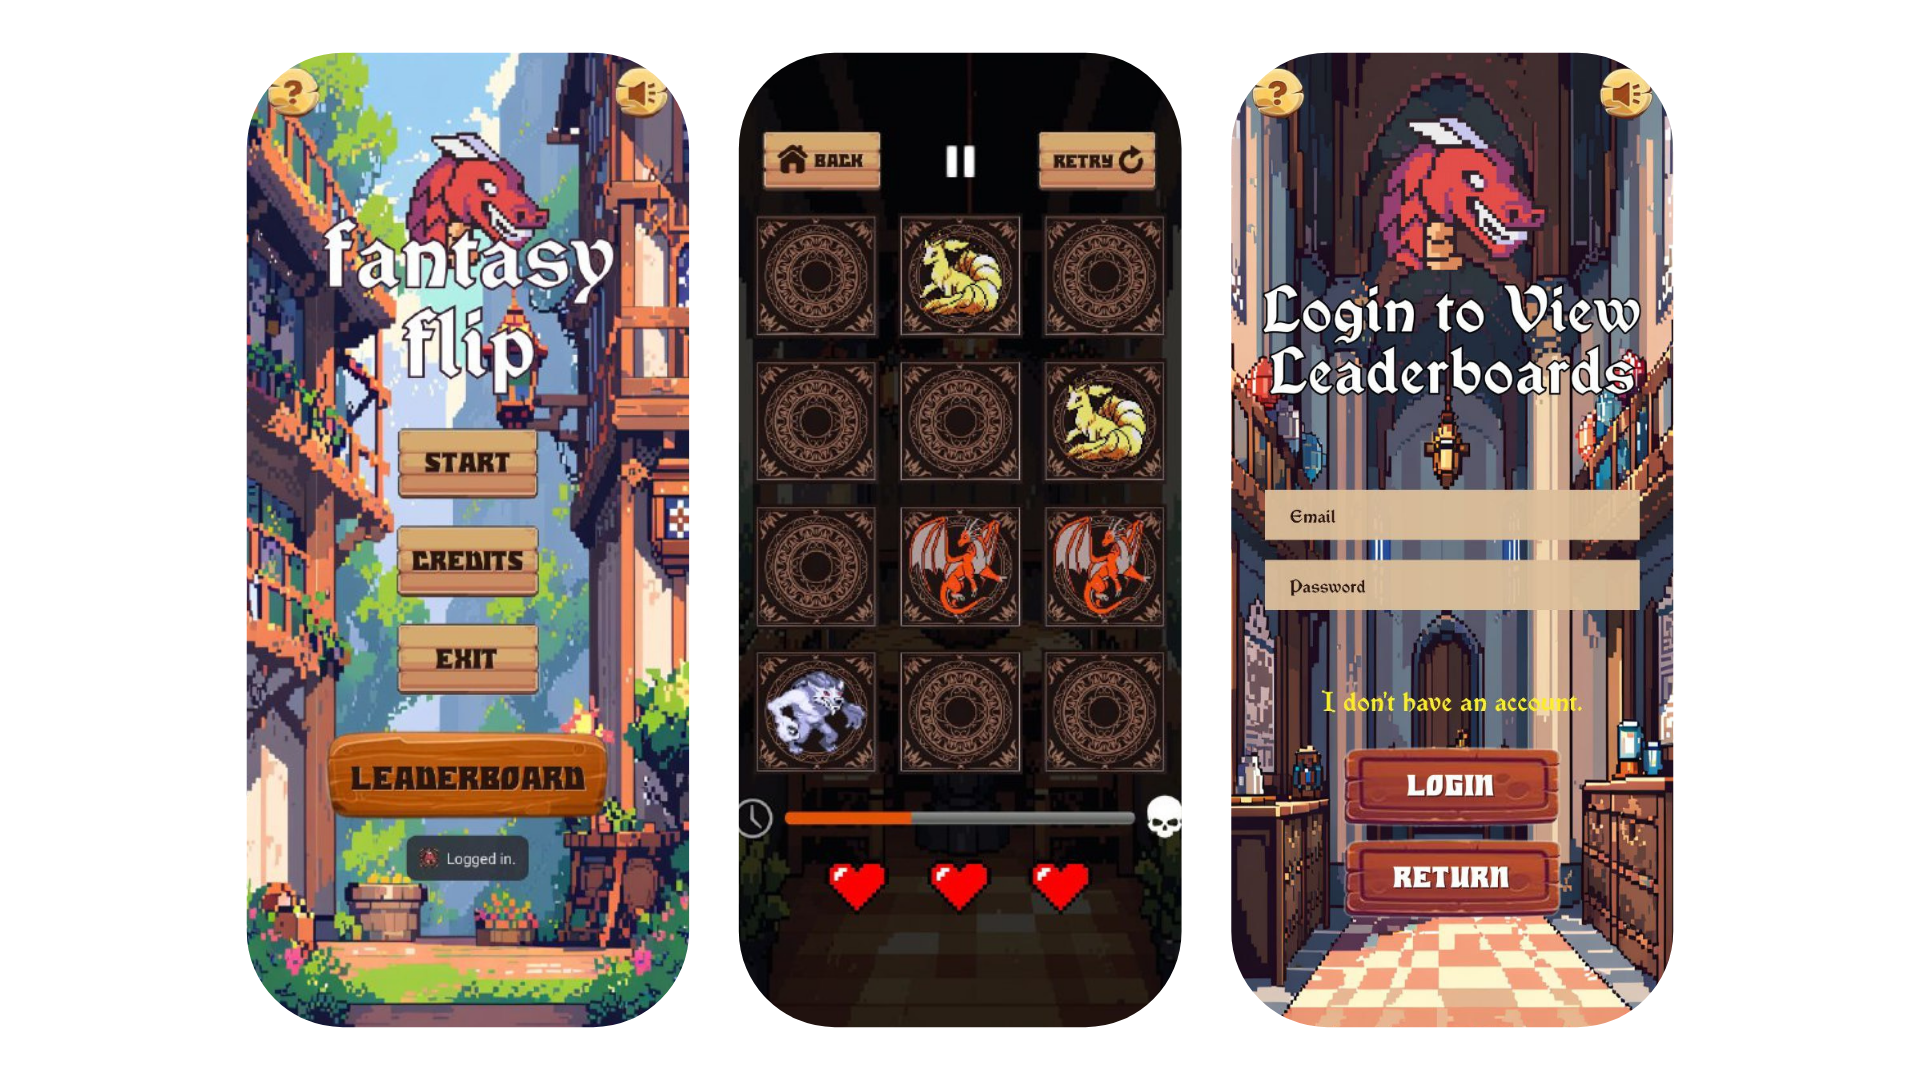 ?
fantasy
flip
START
CREDITS
EXIT
LEADERBOARD
Logged in.
BACK
RETRY
?
Login to View
Leaderboards
Email
Password
I don't have an account.
LOGIN
RETURN